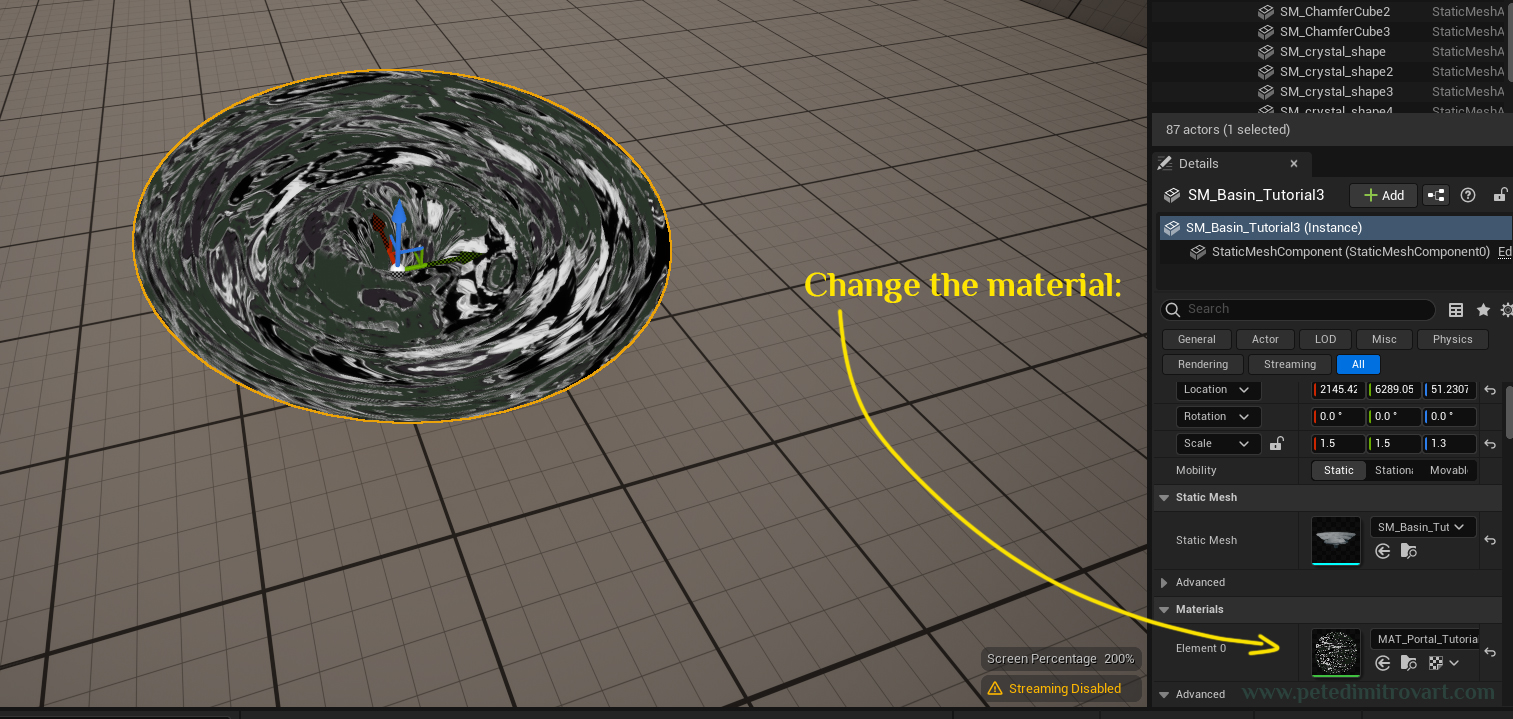 SM_ChamferCube2 StaticMeshA
SM_ChamferCube3 StaticMeshA
SM_crystal_shape StaticMeshA
SM_crystal_shape2 StaticMeshA
SM_crystal_shape3 StaticMeshA
SM_crystal_shape4 StaticMeshA
87 actors (1 selected)
Details
SM_Basin_Tutorial3 Add
SM_Basin_Tutorial3 (Instance)
StaticMeshComponent (StaticMeshComponent0) Ed
Change the material:
Search
General Actor LOD Misc Physics
Rendering Streaming All
Location 2145.42 6289.05 51.2307
Rotation 0.0 ° 0.0 ° 0.0 °
Scale 1.5 1.5 1.3
Mobility Static Stationa Movabl
Static Mesh
Static Mesh SM_Basin_Tut
Advanced
Materials
Element 0 MAT_Portal_Tutoria
Advanced
Screen Percentage 200%
Streaming Disabled
www.petedimitrovart.com